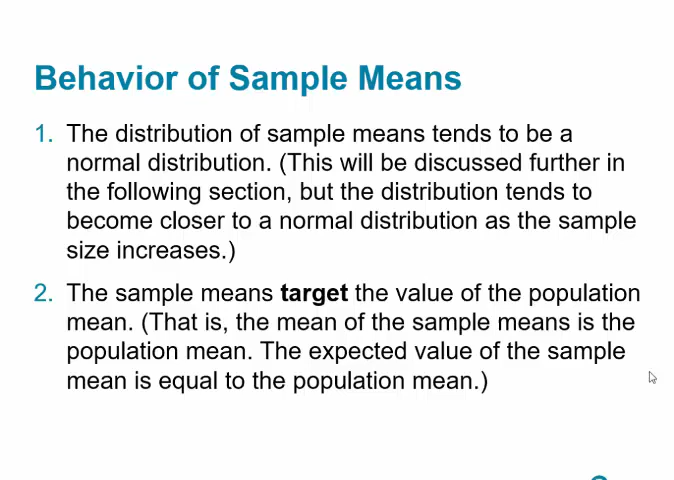 Behavior of Sample Means
1. The distribution of sample means tends to be a
normal distribution. (This will be discussed further in
the following section, but the distribution tends to
become closer to a normal distribution as the sample
size increases.)
2. The sample means target the value of the population
mean. (That is, the mean of the sample means is the
population mean. The expected value of the sample
mean is equal to the population mean.)